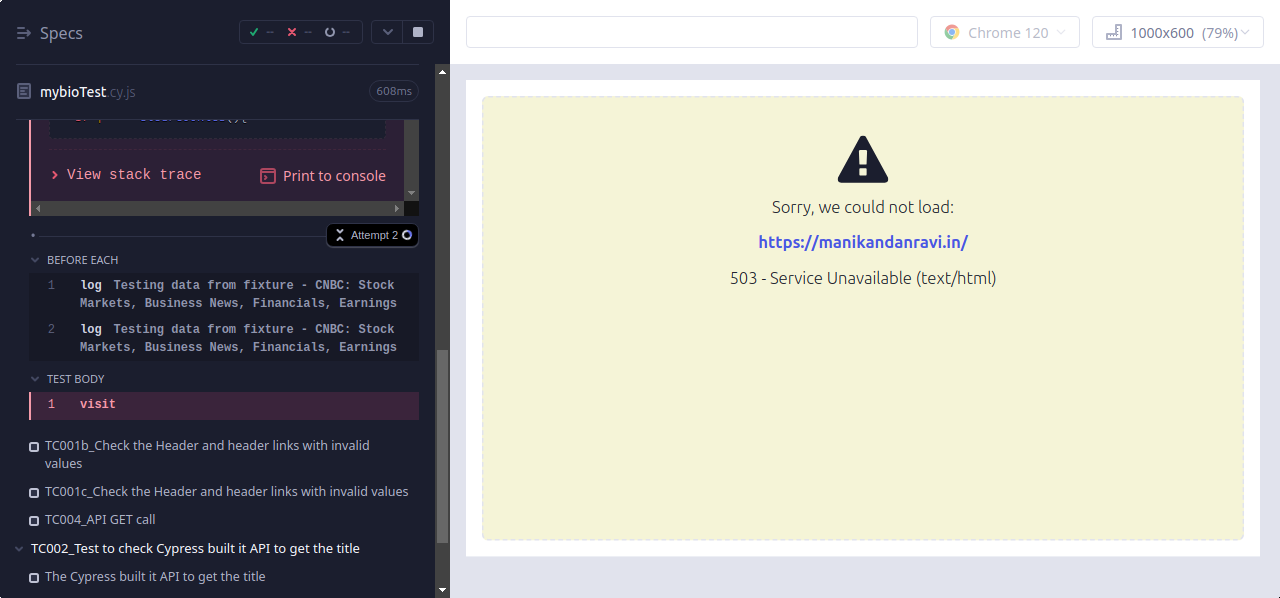 Specs
--
--
--
Chrome 120
1000x600 (79%)
mybioTest.cy.js
608ms
View stack trace
Print to console
Attempt 2
BEFORE EACH
1 log Testing data from fixture - CNBC: Stock
Markets, Business News, Financials, Earnings
2 log Testing data from fixture - CNBC: Stock
Markets, Business News, Financials, Earnings
TEST BODY
1 visit
TC001b_Check the Header and header links with invalid
values
TC001c_Check the Header and header links with invalid values
TC004_API GET call
TC002_Test to check Cypress built it API to get the title
The Cypress built it API to get the title
Sorry, we could not load:
https://manikandanravi.in/
503 - Service Unavailable (text/html)